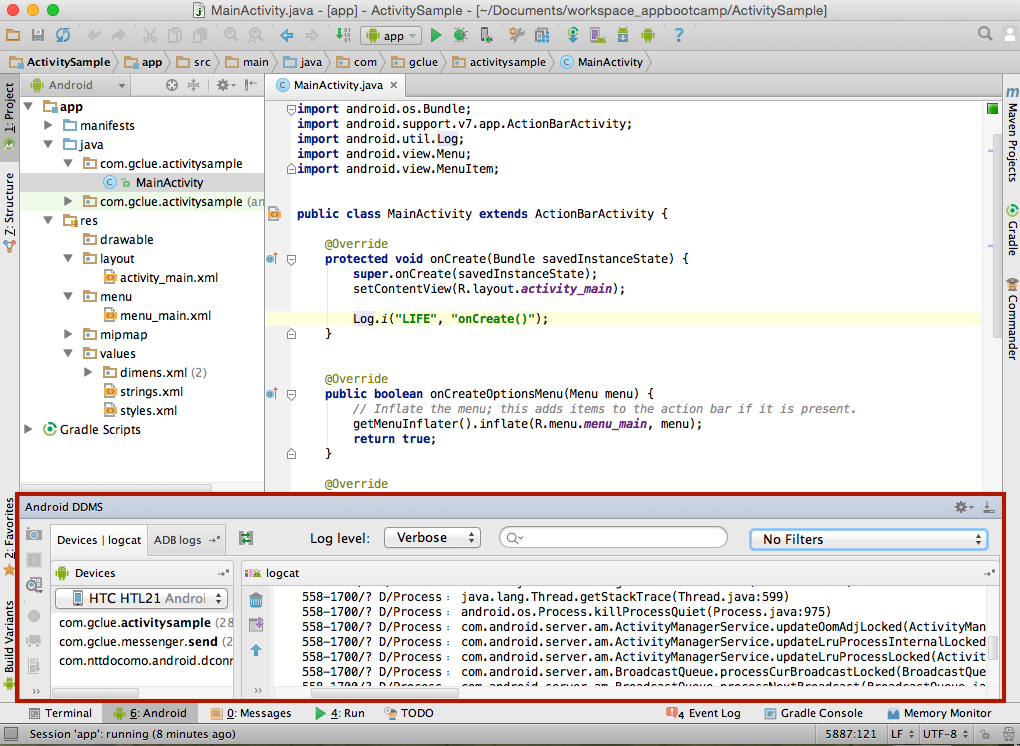 MainActivity.java - [app] - ActivitySample - [~/Documents/workspace_appbootcamp/ActivitySample]
app
ActivitySample app src main java com gclue activitysample MainActivity
1: Project
Z: Structure
2: Favorites
Build Variants
Android
app
manifests
java
com.gclue.activitysample
MainActivity
com.gclue.activitysample (an
res
drawable
layout
activity_main.xml
menu
menu_main.xml
mipmap
values
dimens.xml (2)
strings.xml
styles.xml
Gradle Scripts
MainActivity.java
import android.os.Bundle;
import android.support.v7.app.ActionBarActivity;
import android.util.Log;
import android.view.Menu;
import android.view.MenuItem;
public class MainActivity extends ActionBarActivity {
@Override
protected void onCreate(Bundle savedInstanceState) {
super.onCreate(savedInstanceState);
setContentView(R.layout.activity_main);
Log.i("LIFE", "onCreate()");
}
@Override
public boolean onCreateOptionsMenu(Menu menu) {
// Inflate the menu; this adds items to the action bar if it is present.
getMenuInflater().inflate(R.menu.menu_main, menu);
return true;
}
@Override
Maven Projects
Gradle
Commander
Android DDMS
Devices | logcat ADB logs Log level: Verbose No Filters
Devices
HTC HTL21 Androi
com.gclue.activitysample (28
com.gclue.messenger.send (2
com.nttdocomo.android.dconn
logcat
558-1700/? D/Process : java.lang.Thread.getStackTrace(Thread.java:599)
558-1700/? D/Process : android.os.Process.killProcessQuiet(Process.java:975)
558-1700/? D/Process : com.android.server.am.ActivityManagerService.updateOomAdjLocked(ActivityMan
558-1700/? D/Process : com.android.server.am.ActivityManagerService.updateLruProcessInternalLocked
558-1700/? D/Process : com.android.server.am.ActivityManagerService.updateLruProcessLocked(Activit
558-1700/? D/Process : com.android.server.am.BroadcastQueue.processCurBroadcastLocked(BroadcastQue
558-1700/? D/Process : com.android.server.am.BroadcastQueue.processNextBroadcast(BroadcastQueue.ja
Terminal 6: Android 0: Messages 4: Run TODO 4 Event Log Gradle Console Memory Monitor
Session 'app': running (8 minutes ago) 5887:121 LF UTF-8